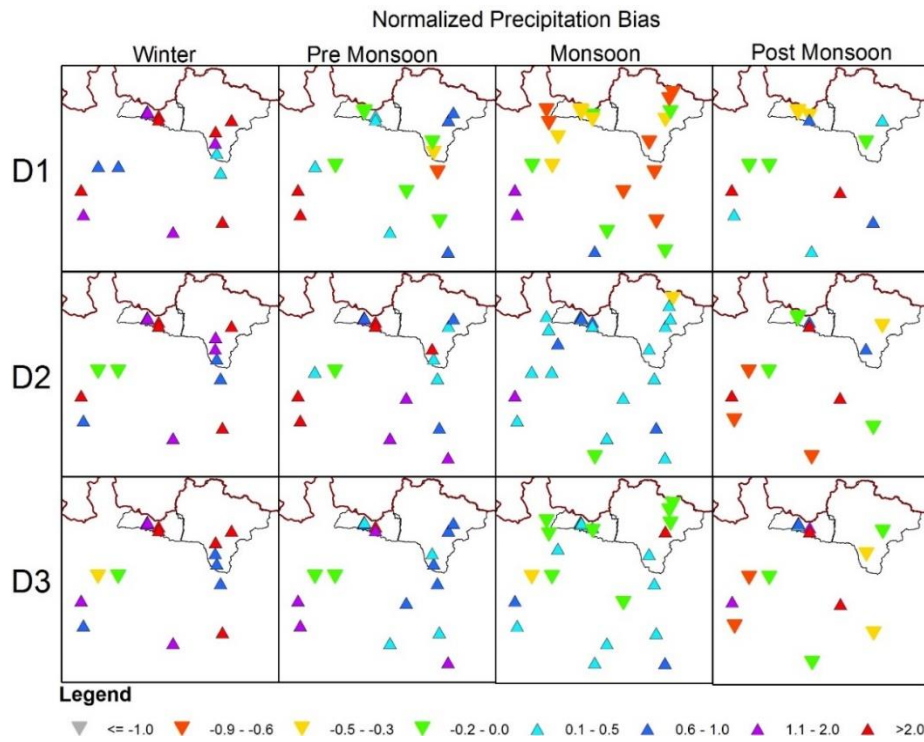 Normalized Precipitation Bias
Winter Pre Monsoon Monsoon Post Monsoon
D1
D2
D3
Legend
<= -1.0 -0.9 - -0.6 -0.5 - -0.3 -0.2 - 0.0 0.1 - 0.5 0.6 - 1.0 1.1 - 2.0 >2.0